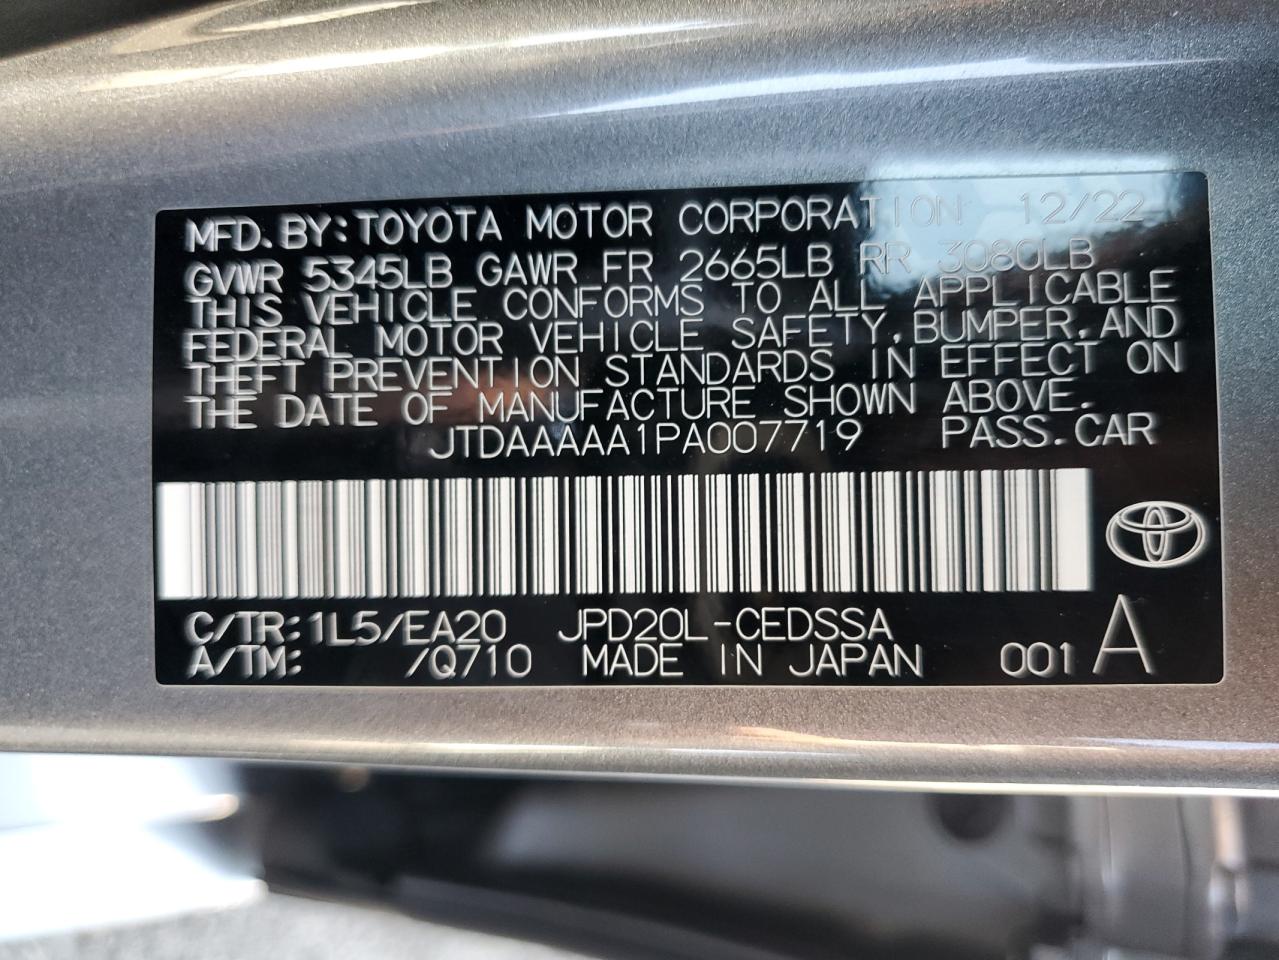 MFD. BY: TOYOTA MOTOR CORPORATION 12/22
GVWR 5345LB GAWR FR 2665LB RR 3080LB
THIS VEHICLE CONFORMS TO ALL APPLICABLE
FEDERAL MOTOR VEHICLE SAFETY, BUMPER, AND
THEFT PREVENTION STANDARDS IN EFFECT ON
THE DATE OF MANUFACTURE SHOWN ABOVE.
JTDAAAAA1PA007719 PASS. CAR
C/TR: 1L5/EA20 JPD20L-CEDSSA
A/TM: /Q710 MADE IN JAPAN 001 A